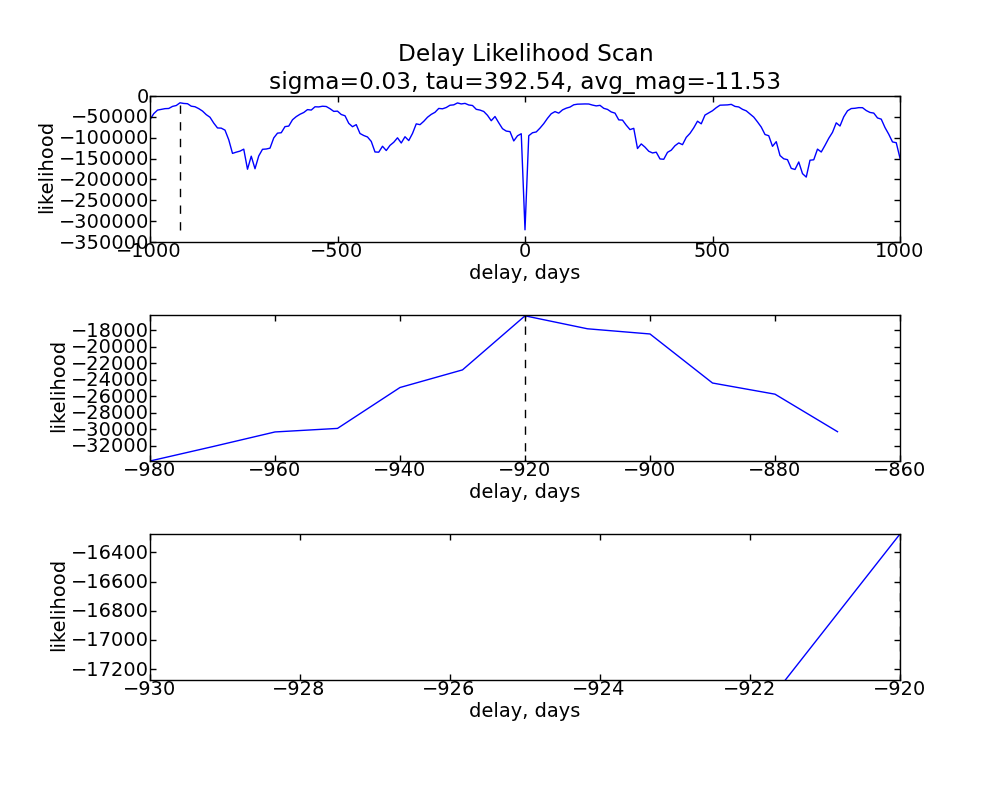 Delay Likelihood Scan
sigma=0.03, tau=392.54, avg_mag=-11.53
0
−50000
−100000
−150000
−200000
−250000
−300000
−350000
likelihood
−1000 −500 0 500 1000
delay, days
−18000
−20000
−22000
−24000
−26000
−28000
−30000
−32000
likelihood
−980 −960 −940 −920 −900 −880 −860
delay, days
−16400
−16600
−16800
−17000
−17200
likelihood
−930 −928 −926 −924 −922 −920
delay, days